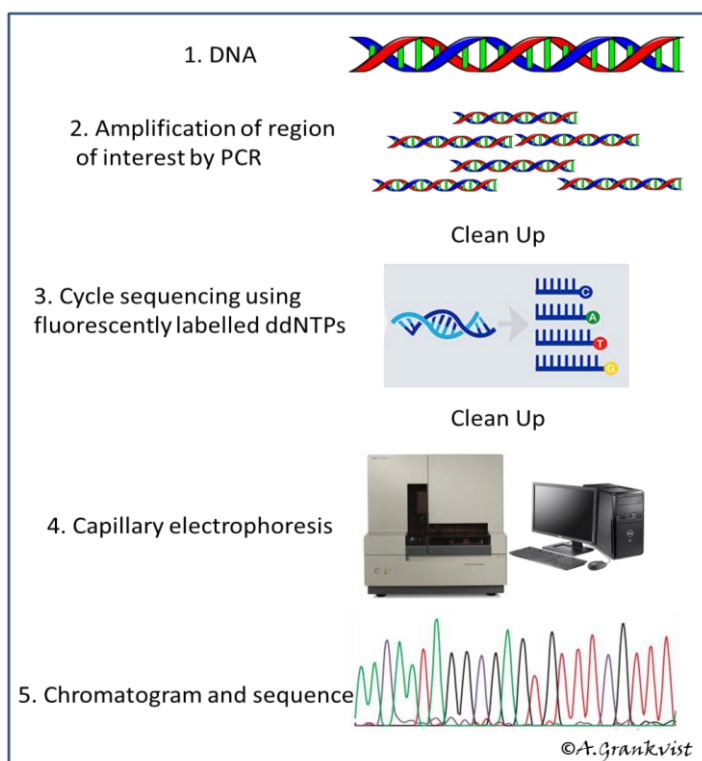 1. DNA
2. Amplification of region
of interest by PCR
Clean Up
3. Cycle sequencing using
fluorescently labelled ddNTPs
C
A
T
G
Clean Up
4. Capillary electrophoresis
5. Chromatogram and sequence
©A.Grankvist